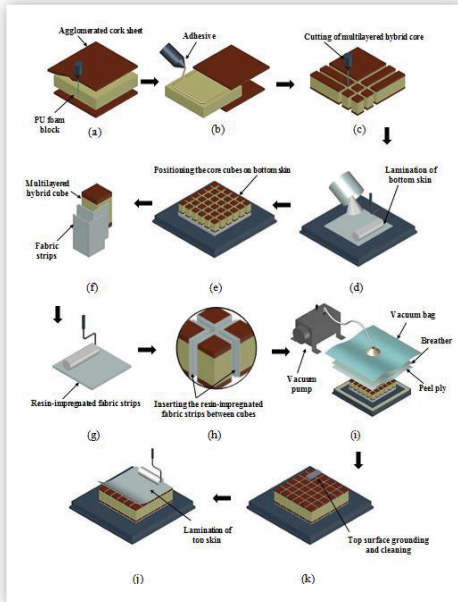 Agglomerated cork sheet
PU foam
block
(a)
Adhesive
(b)
Cutting of multilayered hybrid core
(c)
Multilayered
hybrid cube
Fabric
strips
(f)
Positioning the core cubes on bottom skin
(e)
Lamination of
bottom skin
(d)
Resin-impregnated fabric strips
(g)
Inserting the resin-impregnated
fabric strips between cubes
(h)
Vacuum
pump
Vacuum bag
Breather
Peel ply
(i)
Lamination of
top skin
(j)
Top surface grounding
and cleaning
(k)